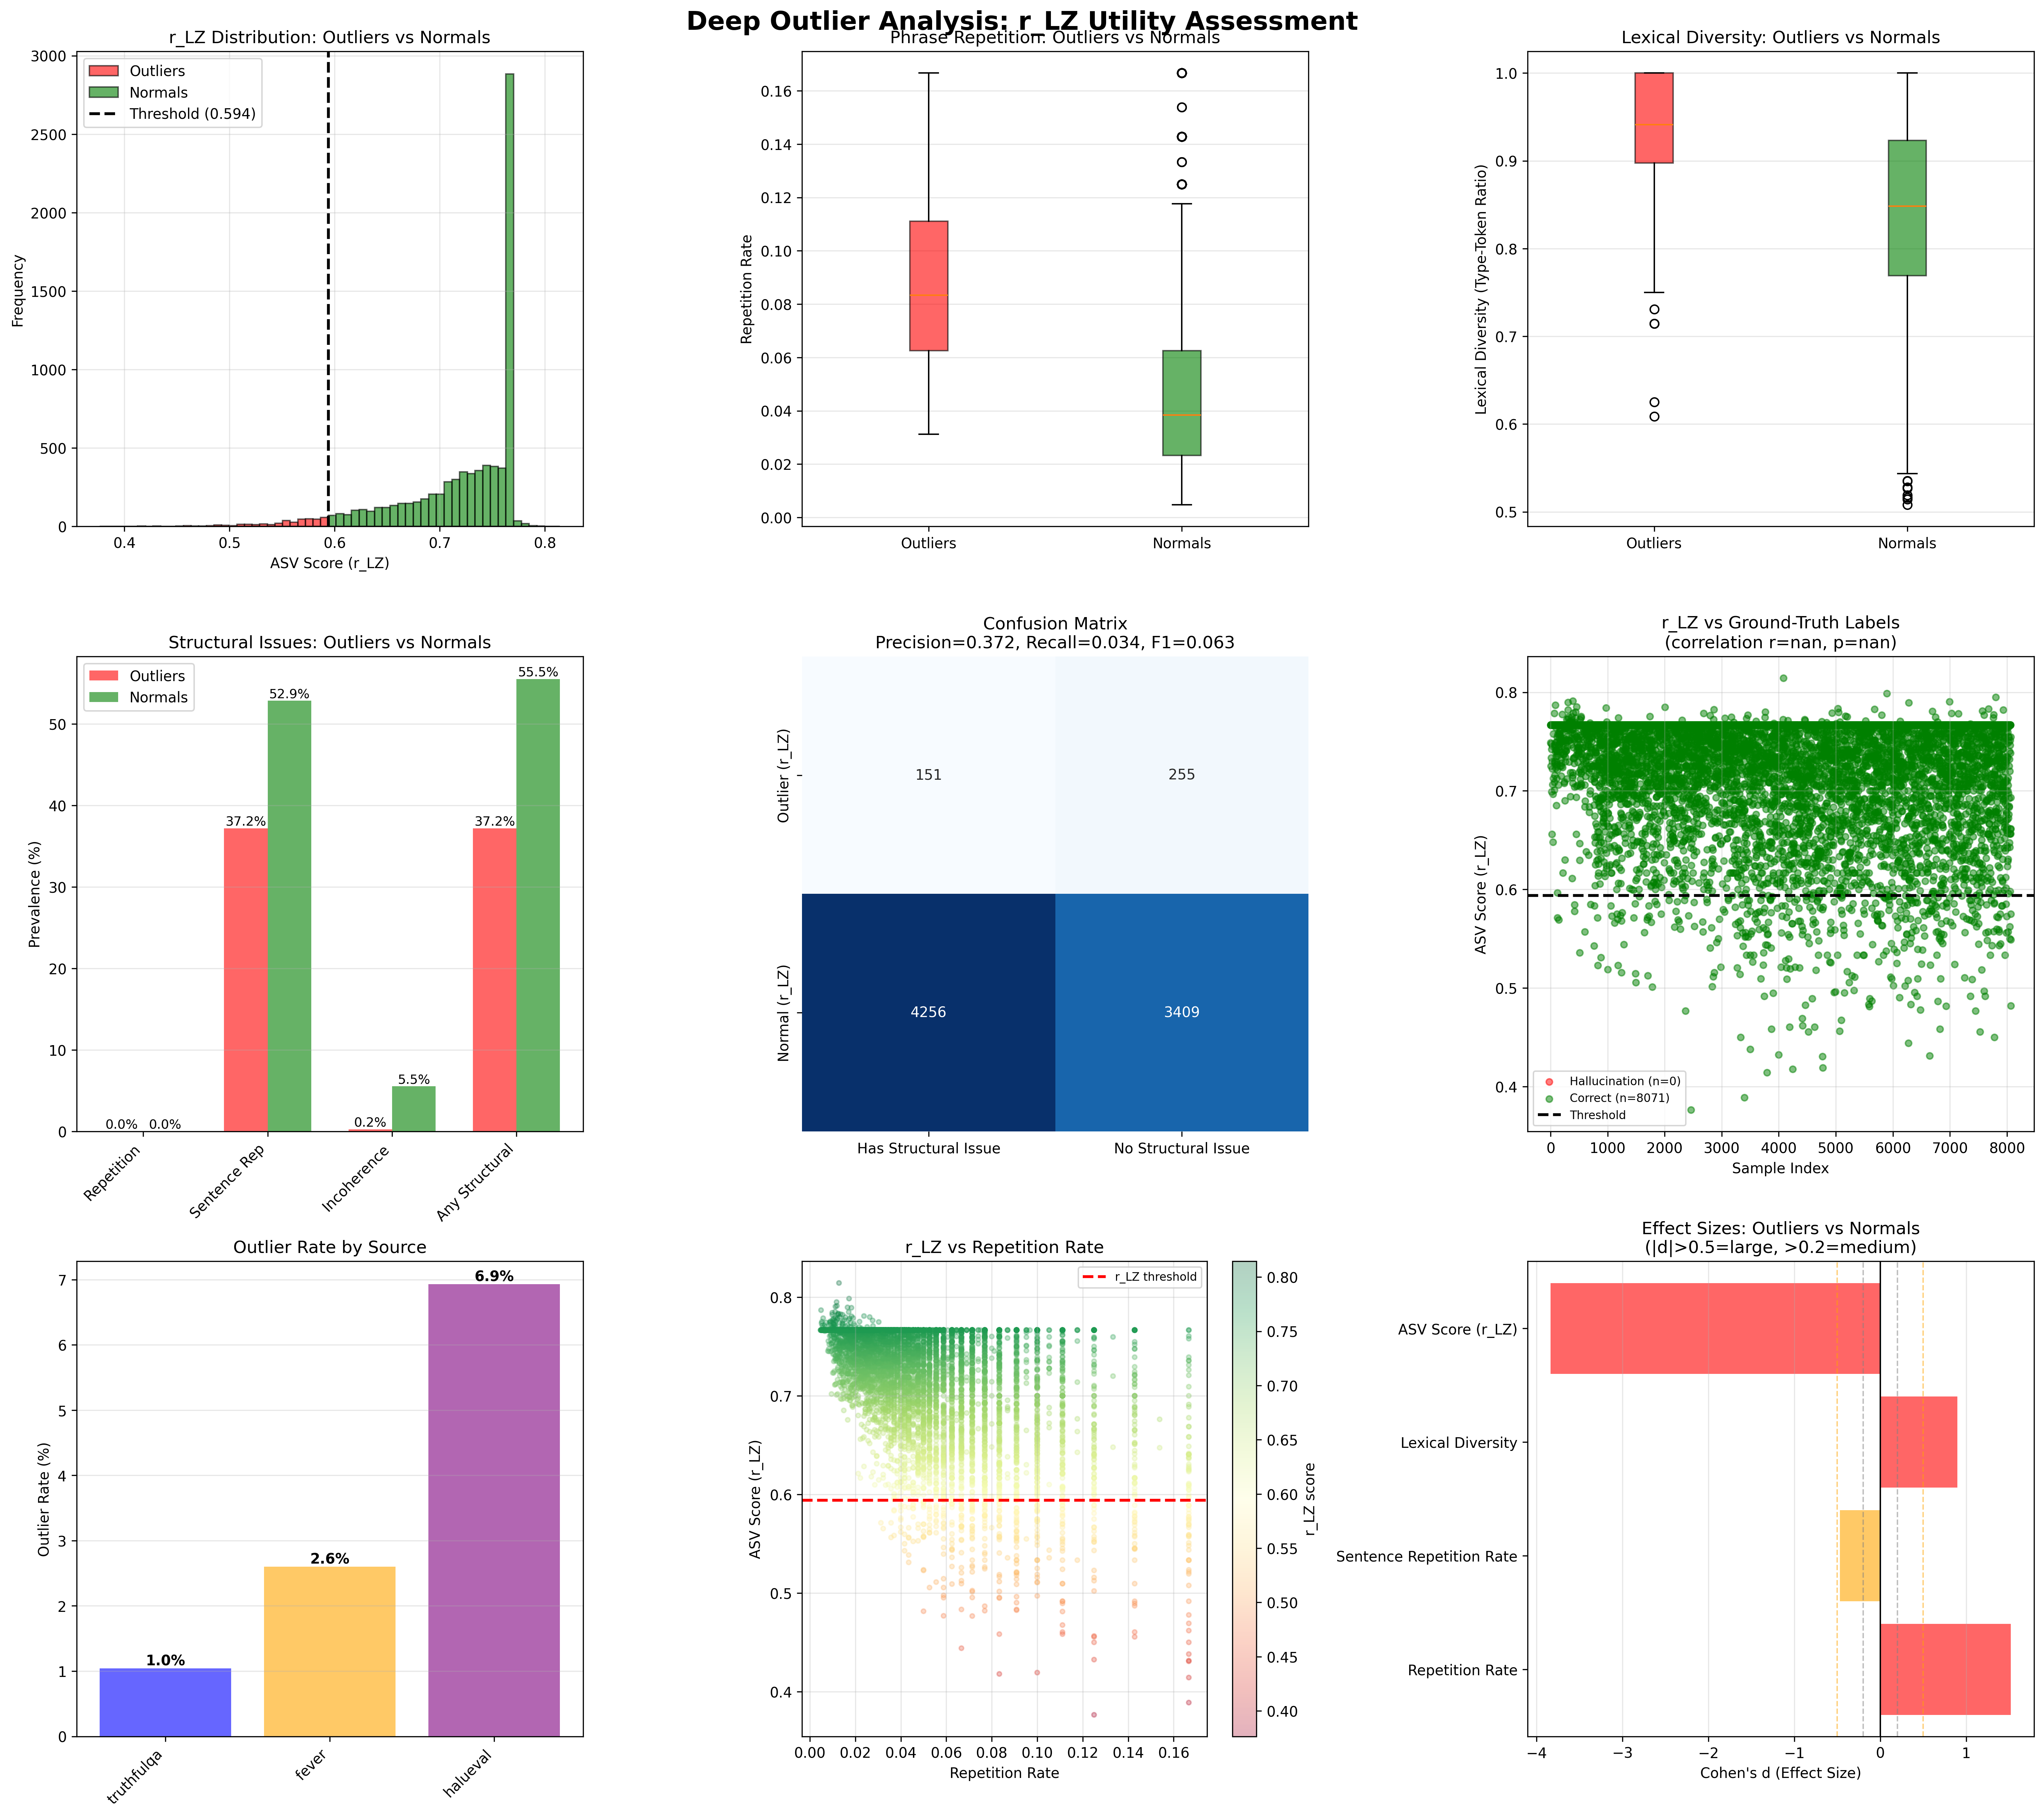 Deep Outlier Analysis: r_LZ Utility Assessment
r_LZ Distribution: Outliers vs Normals
Outliers
Normals
Threshold (0.594)
Frequency
3000
2500
2000
1500
1000
500
0
0.4 0.5 0.6 0.7 0.8
ASV Score (r_LZ)
Phrase Repetition: Outliers vs Normals
Repetition Rate
0.16
0.14
0.12
0.10
0.08
0.06
0.04
0.02
0.00
Outliers Normals
Lexical Diversity: Outliers vs Normals
Lexical Diversity (Type-Token Ratio)
1.0
0.9
0.8
0.7
0.6
0.5
Outliers Normals
Structural Issues: Outliers vs Normals
Outliers
Normals
Prevalence (%)
50
40
30
20
10
0
0.0% 0.0%
37.2% 52.9%
0.2% 5.5%
37.2% 55.5%
Repetition
Sentence Rep
Incoherence
Any Structural
Confusion Matrix
Precision=0.372, Recall=0.034, F1=0.063
Outlier (r_LZ)
Normal (r_LZ)
151 255
4256 3409
Has Structural Issue No Structural Issue
r_LZ vs Ground-Truth Labels
(correlation r=nan, p=nan)
ASV Score (r_LZ)
0.8
0.7
0.6
0.5
0.4
Hallucination (n=0)
Correct (n=8071)
Threshold
0 1000 2000 3000 4000 5000 6000 7000 8000
Sample Index
Outlier Rate by Source
Outlier Rate (%)
7
6
5
4
3
2
1
0
1.0%
2.6%
6.9%
truthfulqa
fever
halueval
r_LZ vs Repetition Rate
r_LZ threshold
ASV Score (r_LZ)
0.8
0.7
0.6
0.5
0.4
0.00 0.02 0.04 0.06 0.08 0.10 0.12 0.14 0.16
Repetition Rate
0.80
0.75
0.70
0.65
0.60
0.55
0.50
0.45
0.40
r_LZ score
Effect Sizes: Outliers vs Normals
(|d|>0.5=large, >0.2=medium)
ASV Score (r_LZ)
Lexical Diversity
Sentence Repetition Rate
Repetition Rate
−4 −3 −2 −1 0 1
Cohen's d (Effect Size)